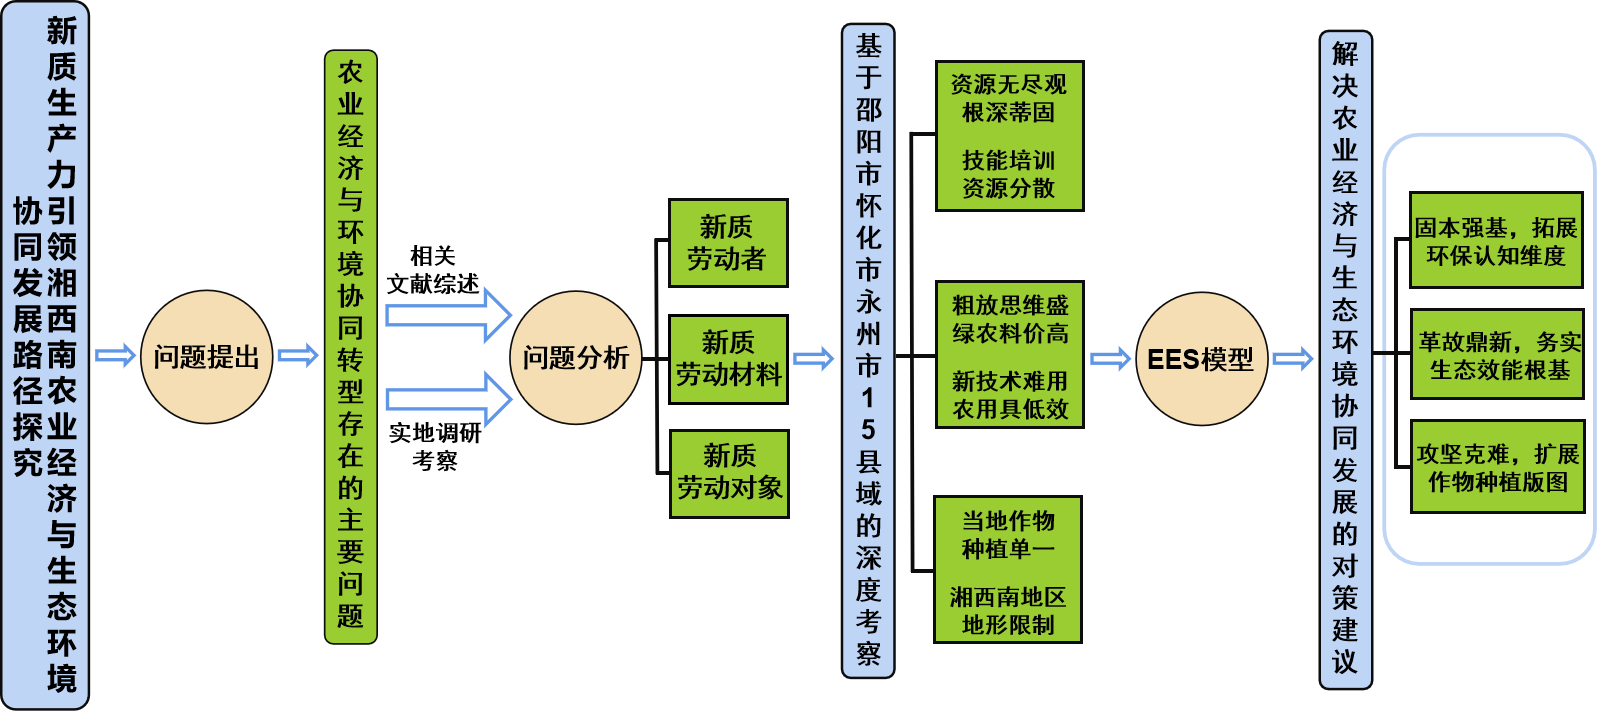 新质生产力引领湘西南农业经济与生态环境
协同发展路径探究
问题提出
农业经济与环境协同转型存在的主要问题
相关
文献综述
实地调研
考察
问题分析
新质
劳动者
新质
劳动材料
新质
劳动对象
基于邵阳市怀化市永州市15县域的深度考察
资源无尽观
根深蒂固
技能培训
资源分散
粗放思维盛
绿农料价高
新技术难用
农用具低效
当地作物
种植单一
湘西南地区
地形限制
EES模型
解决农业经济与生态环境协同发展的对策建议
固本强基，拓展
环保认知维度
革故鼎新，务实
生态效能根基
攻坚克难，扩展
作物种植版图